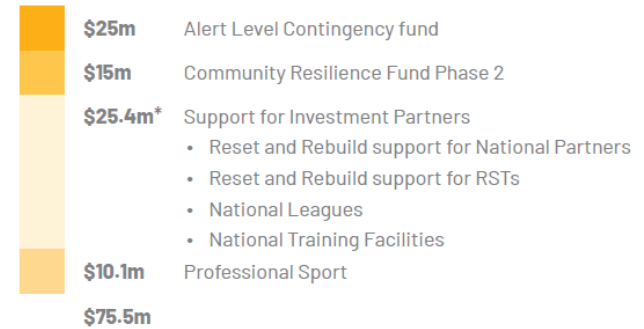 $25m Alert Level Contingency fund
$15m Community Resilience Fund Phase 2
$25.4m* Support for Investment Partners
• Reset and Rebuild support for National Partners
• Reset and Rebuild support for RSTs
• National Leagues
• National Training Facilities
$10.1m Professional Sport
$75.5m